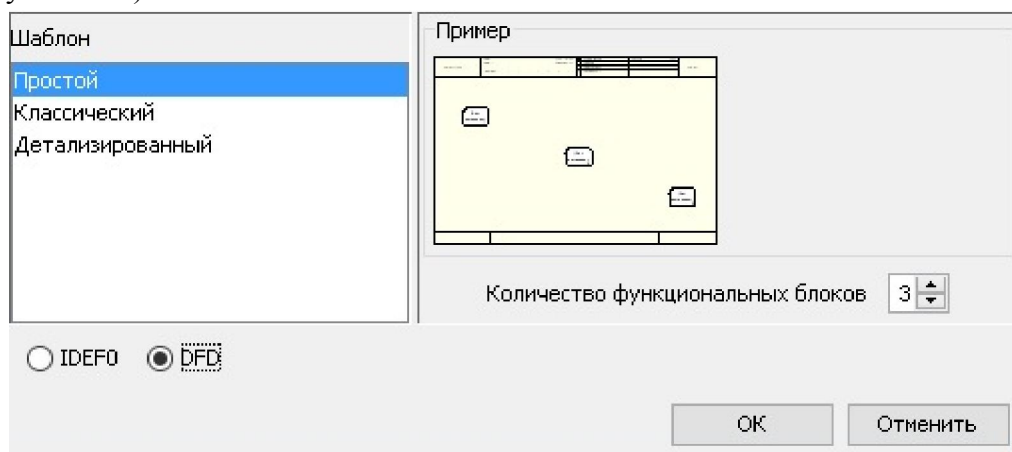 Шаблон
Простой
Классический
Детализированный
Пример
Количество функциональных блоков 3
IDEF0 DFD
OK Отменить